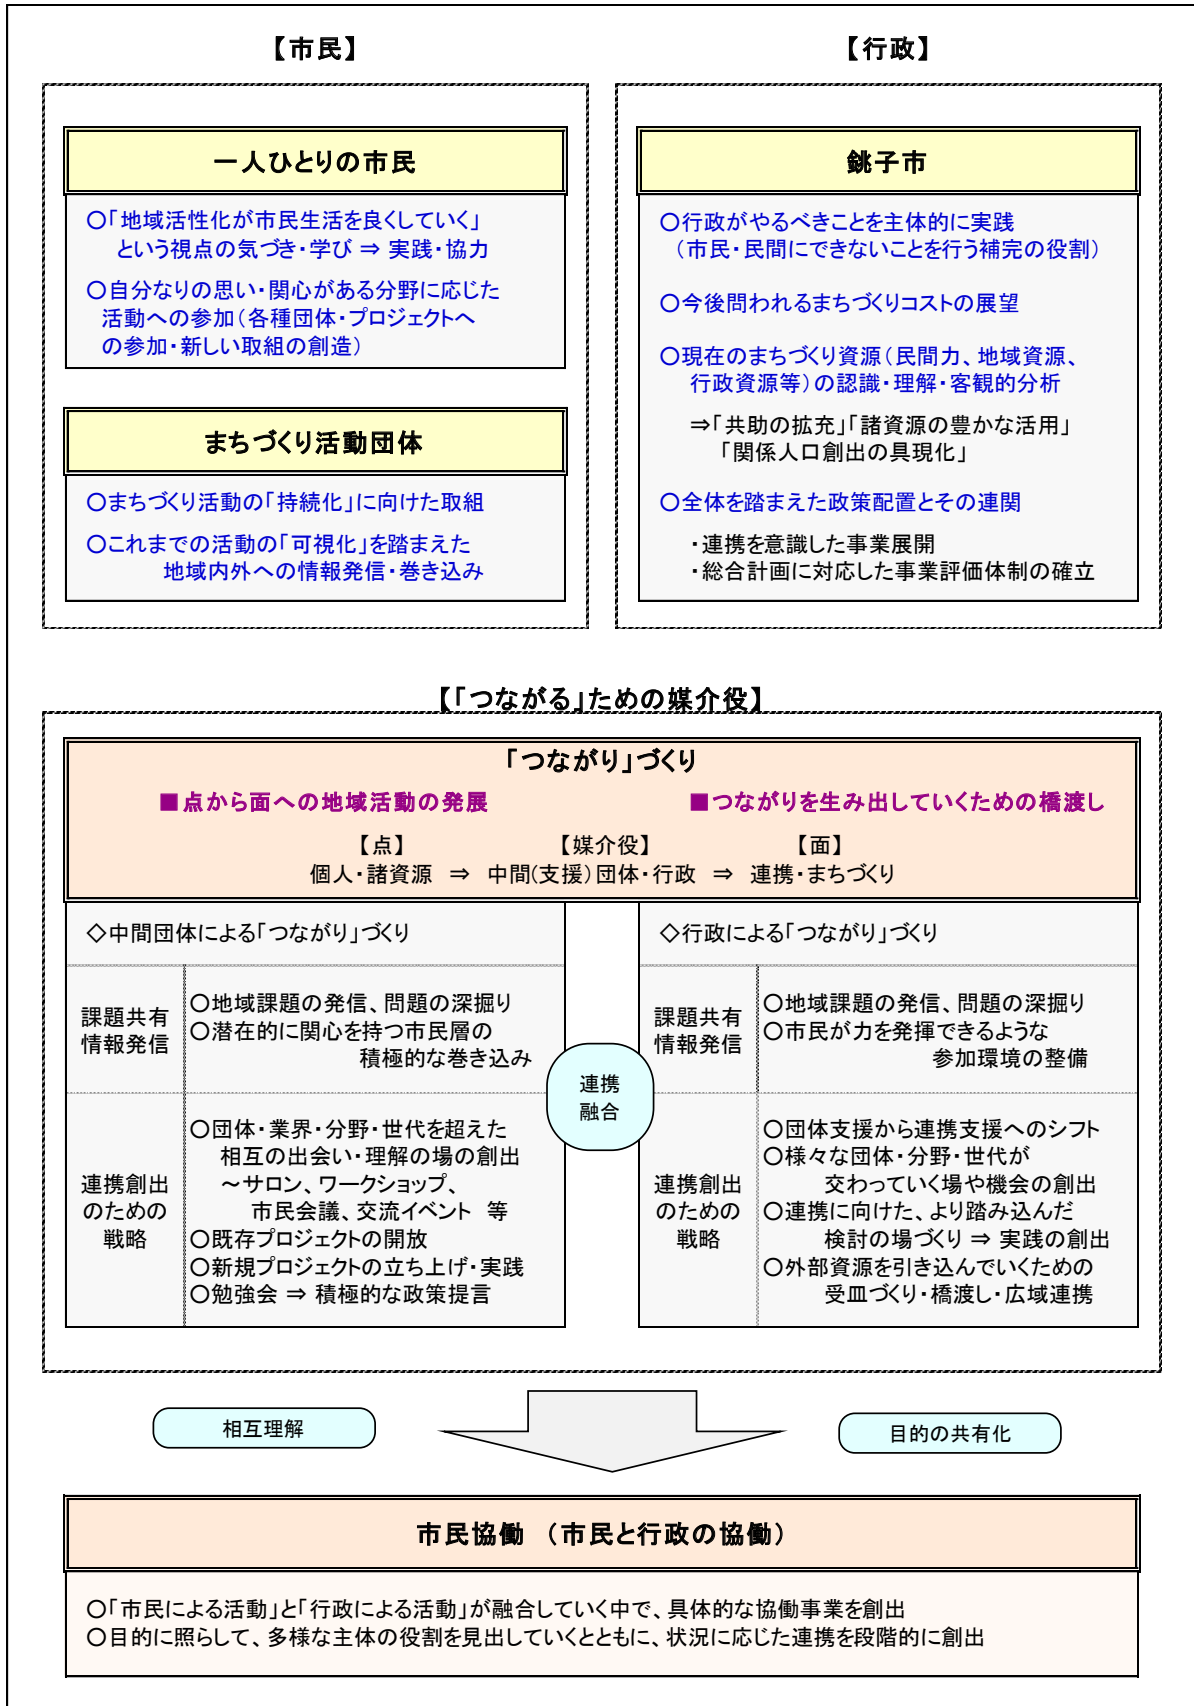 【市民】
一人ひとりの市民
○「地域活性化が市民生活を良くしていく」
という視点の気づき・学び ⇒ 実践・協力
○自分なりの思い・関心がある分野に応じた
活動への参加（各種団体・プロジェクトへ
の参加・新しい取組の創造）
まちづくり活動団体
○まちづくり活動の「持続化」に向けた取組
○これまでの活動の「可視化」を踏まえた
地域内外への情報発信・巻き込み
【行政】
銚子市
○行政がやるべきことを主体的に実践
（市民・民間にできないことを行う補完の役割）
○今後問われるまちづくりコストの展望
○現在のまちづくり資源（民間力、地域資源、
行政資源等）の認識・理解・客観的分析
⇒「共助の拡充」「諸資源の豊かな活用」
「関係人口創出の具現化」
○全体を踏まえた政策配置とその連関
・連携を意識した事業展開
・総合計画に対応した事業評価体制の確立
【「つながる」ための媒介役】
「つながり」づくり
■点から面への地域活動の発展 ■つながりを生み出していくための橋渡し
【点】 【媒介役】 【面】
個人・諸資源 ⇒ 中間（支援）団体・行政 ⇒ 連携・まちづくり
◇中間団体による「つながり」づくり
課題共有
情報発信
○地域課題の発信、問題の深掘り
○潜在的に関心を持つ市民層の
積極的な巻き込み
連携創出
のための
戦略
○団体・業界・分野・世代を超えた
相互の出会い・理解の場の創出
～サロン、ワークショップ、
市民会議、交流イベント 等
○既存プロジェクトの開放
○新規プロジェクトの立ち上げ・実践
○勉強会 ⇒ 積極的な政策提言
連携
融合
◇行政による「つながり」づくり
課題共有
情報発信
○地域課題の発信、問題の深掘り
○市民が力を発揮できるような
参加環境の整備
連携創出
のための
戦略
○団体支援から連携支援へのシフト
○様々な団体・分野・世代が
交わっていく場や機会の創出
○連携に向けた、より踏み込んだ
検討の場づくり ⇒ 実践の創出
○外部資源を引き込んでいくための
受皿づくり・橋渡し・広域連携
相互理解
目的の共有化
市民協働 （市民と行政の協働）
○「市民による活動」と「行政による活動」が融合していく中で、具体的な協働事業を創出
○目的に照らして、多様な主体の役割を見出していくとともに、状況に応じた連携を段階的に創出